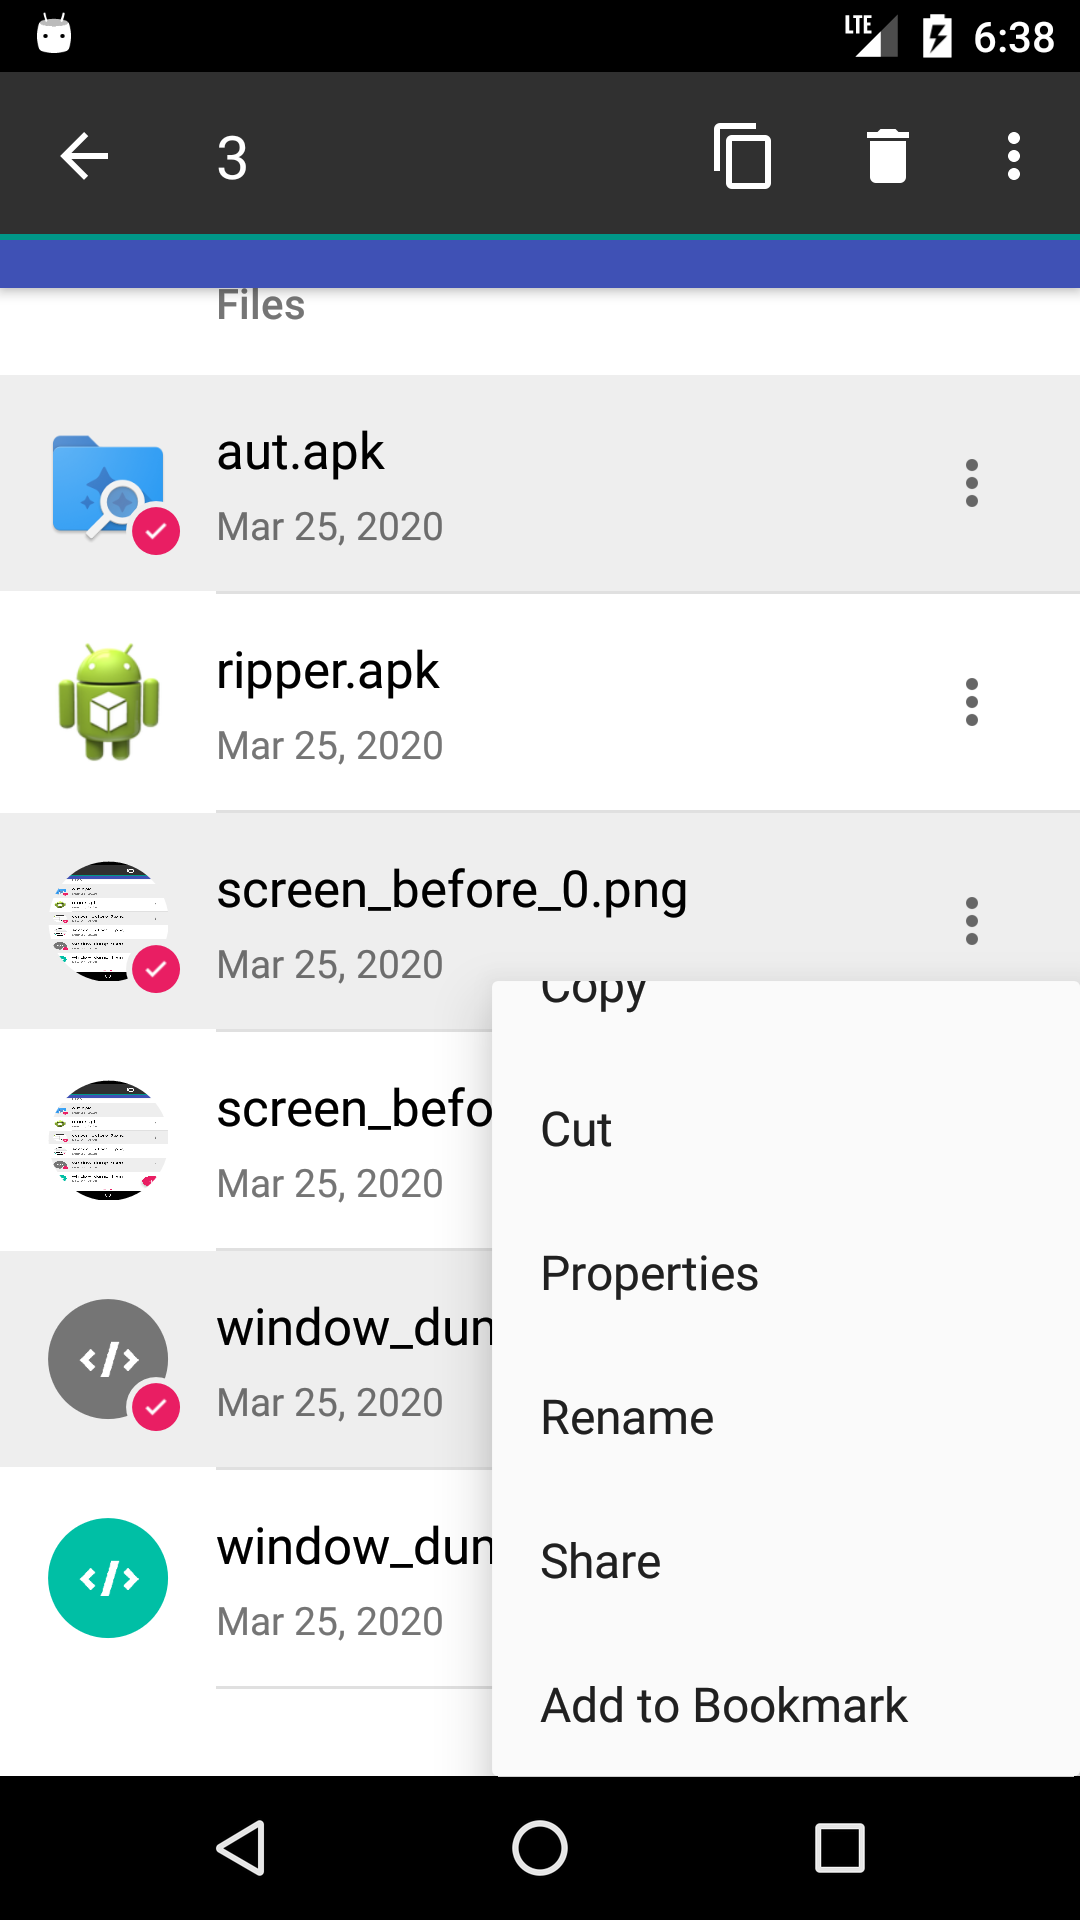 LTE 6:38
3
Files
aut.apk
Mar 25, 2020
ripper.apk
Mar 25, 2020
screen_before_0.png
Mar 25, 2020
Copy
screen_befo
Cut
Mar 25, 2020
Properties
window_dum
Mar 25, 2020
Rename
window_dum
Share
Mar 25, 2020
Add to Bookmark